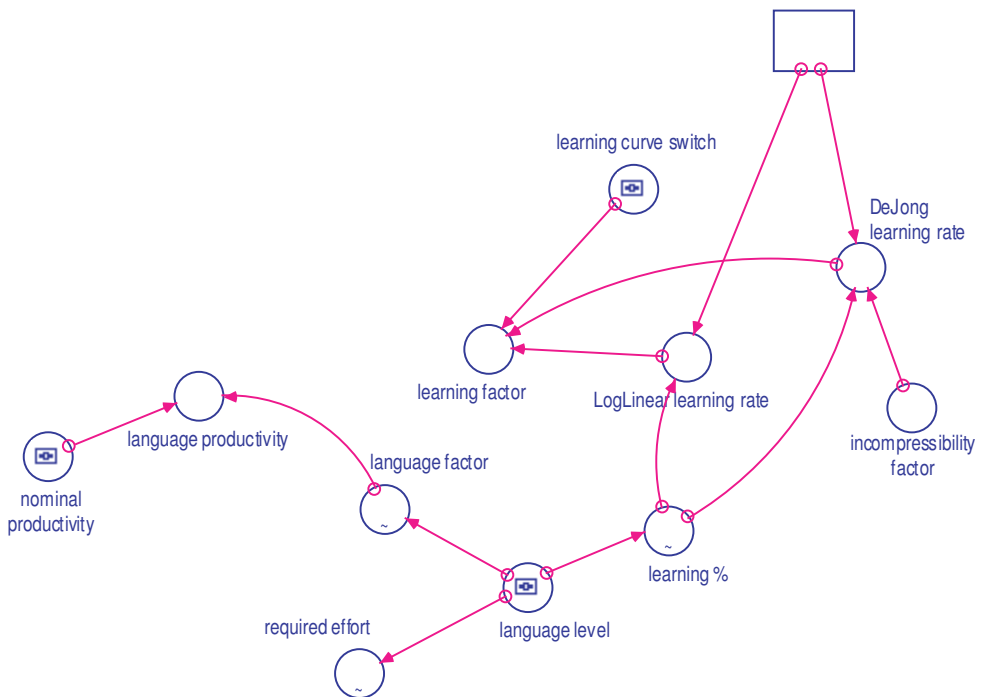 learning curve switch
DeJong
learning rate
learning factor
LogLinear learning rate
language productivity
incompressibility
factor
language factor
nominal
productivity
~
~
learning %
required effort
language level
~